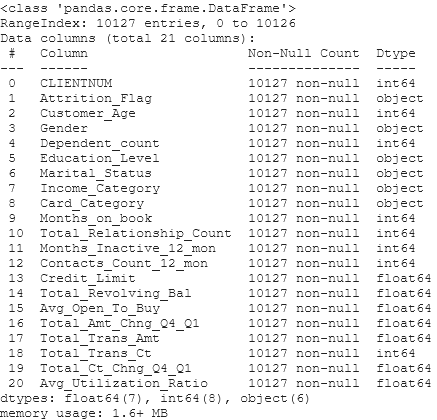 <class 'pandas.core.frame.DataFrame'>
RangeIndex: 10127 entries, 0 to 10126
Data columns (total 21 columns):
 #   Column                    Non-Null Count  Dtype
---  ------                    --------------  -----
 0   CLIENTNUM                 10127 non-null  int64
 1   Attrition_Flag            10127 non-null  object
 2   Customer_Age              10127 non-null  int64
 3   Gender                    10127 non-null  object
 4   Dependent_count           10127 non-null  int64
 5   Education_Level           10127 non-null  object
 6   Marital_Status            10127 non-null  object
 7   Income_Category           10127 non-null  object
 8   Card_Category             10127 non-null  object
 9   Months_on_book            10127 non-null  int64
 10  Total_Relationship_Count  10127 non-null  int64
 11  Months_Inactive_12_mon    10127 non-null  int64
 12  Contacts_Count_12_mon     10127 non-null  int64
 13  Credit_Limit              10127 non-null  float64
 14  Total_Revolving_Bal       10127 non-null  float64
 15  Avg_Open_To_Buy           10127 non-null  float64
 16  Total_Amt_Chng_Q4_Q1      10127 non-null  float64
 17  Total_Trans_Amt           10127 non-null  float64
 18  Total_Trans_Ct            10127 non-null  int64
 19  Total_Ct_Chng_Q4_Q1       10127 non-null  float64
 20  Avg_Utilization_Ratio     10127 non-null  float64
dtypes: float64(7), int64(8), object(6)
memory usage: 1.6+ MB